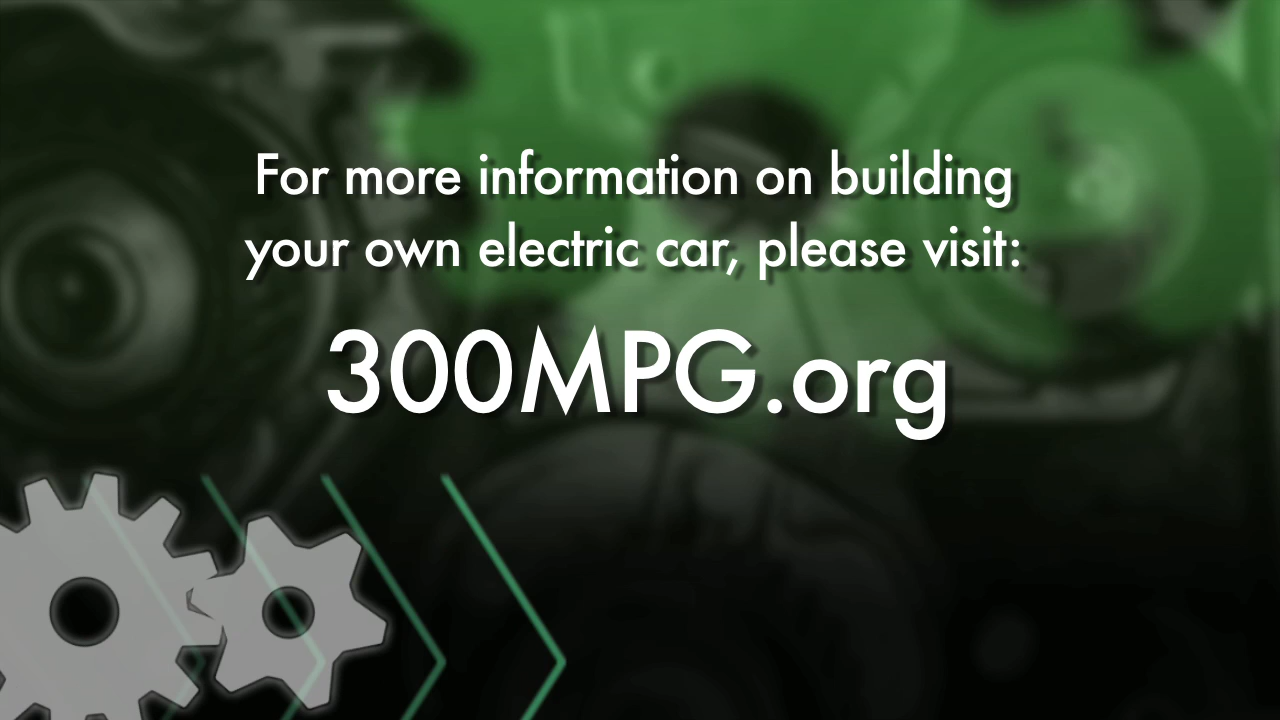 For more information on building
your own electric car, please visit:
300MPG.org